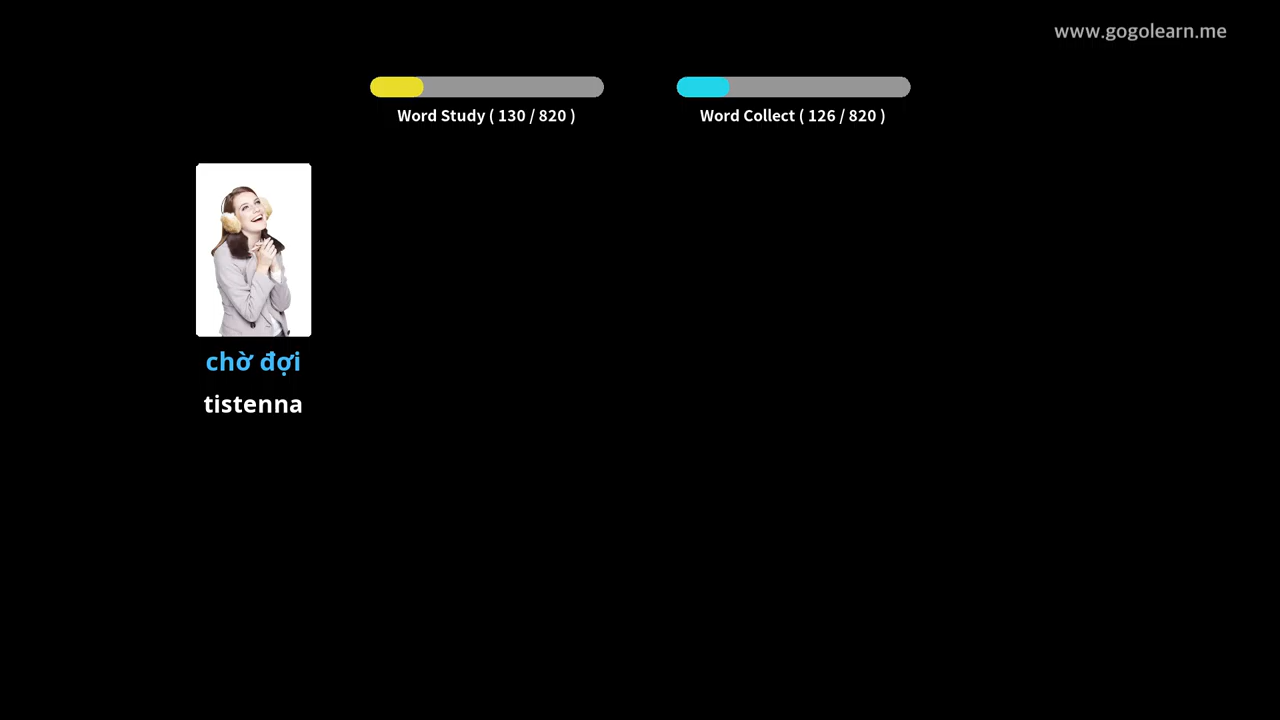 www.gogolearn.me
Word Study ( 130 / 820 )
Word Collect ( 126 / 820 )
chờ đợi
tistenna